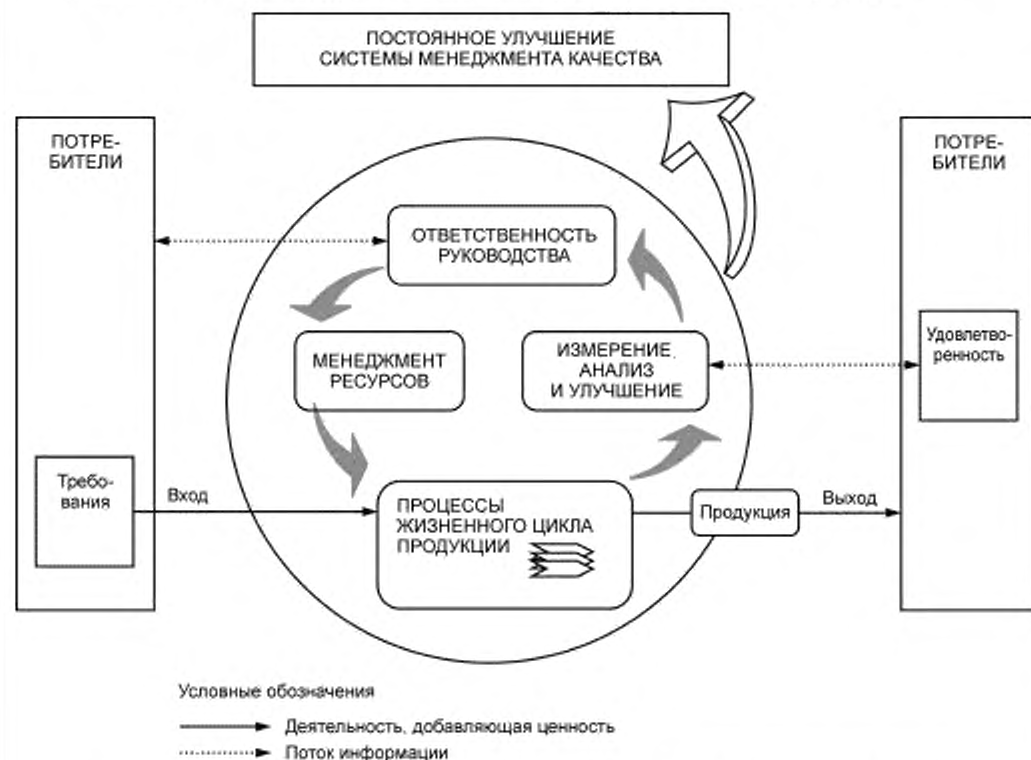 ПОСТОЯННОЕ УЛУЧШЕНИЕ
СИСТЕМЫ МЕНЕДЖМЕНТА КАЧЕСТВА
ПОТРЕ-
БИТЕЛИ
ПОТРЕ-
БИТЕЛИ
ОТВЕТСТВЕННОСТЬ
РУКОВОДСТВА
МЕНЕДЖМЕНТ
РЕСУРСОВ
ИЗМЕРЕНИЕ,
АНАЛИЗ
И УЛУЧШЕНИЕ
Удовлетво-
ренность
Требо-
вания
Вход
ПРОЦЕССЫ
ЖИЗНЕННОГО ЦИКЛА
ПРОДУКЦИИ
Продукция
Выход
Условные обозначения
Деятельность, добавляющая ценность
Поток информации